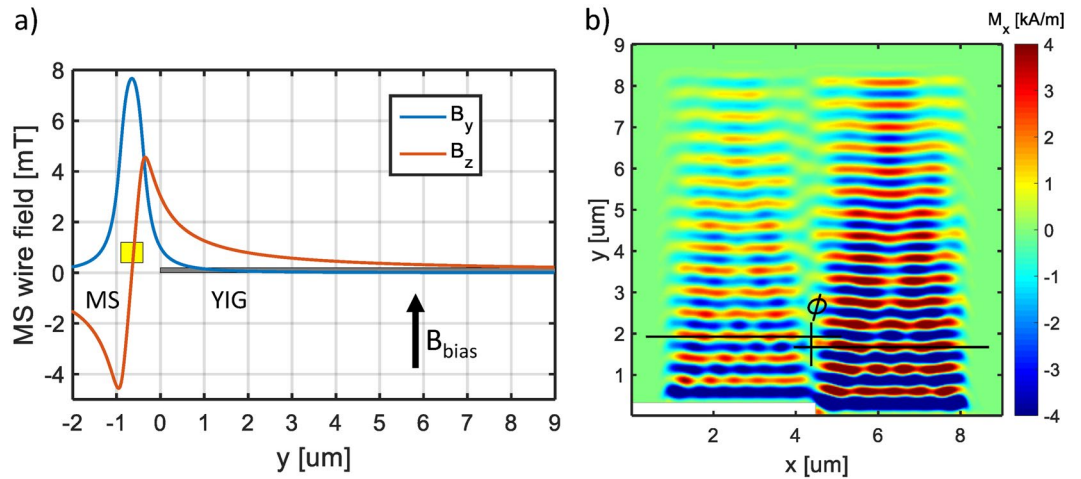 a)
MS wire field [mT]
8
6
4
2
0
-2
-4
B_y
B_z
MS
YIG
B_bias
-2 -1 0 1 2 3 4 5 6 7 8 9
y [um]
b)
M_x [kA/m]
y [um]
9
8
7
6
5
4
3
2
1
ϕ
2 4 6 8
x [um]
4
3
2
1
0
-1
-2
-3
-4